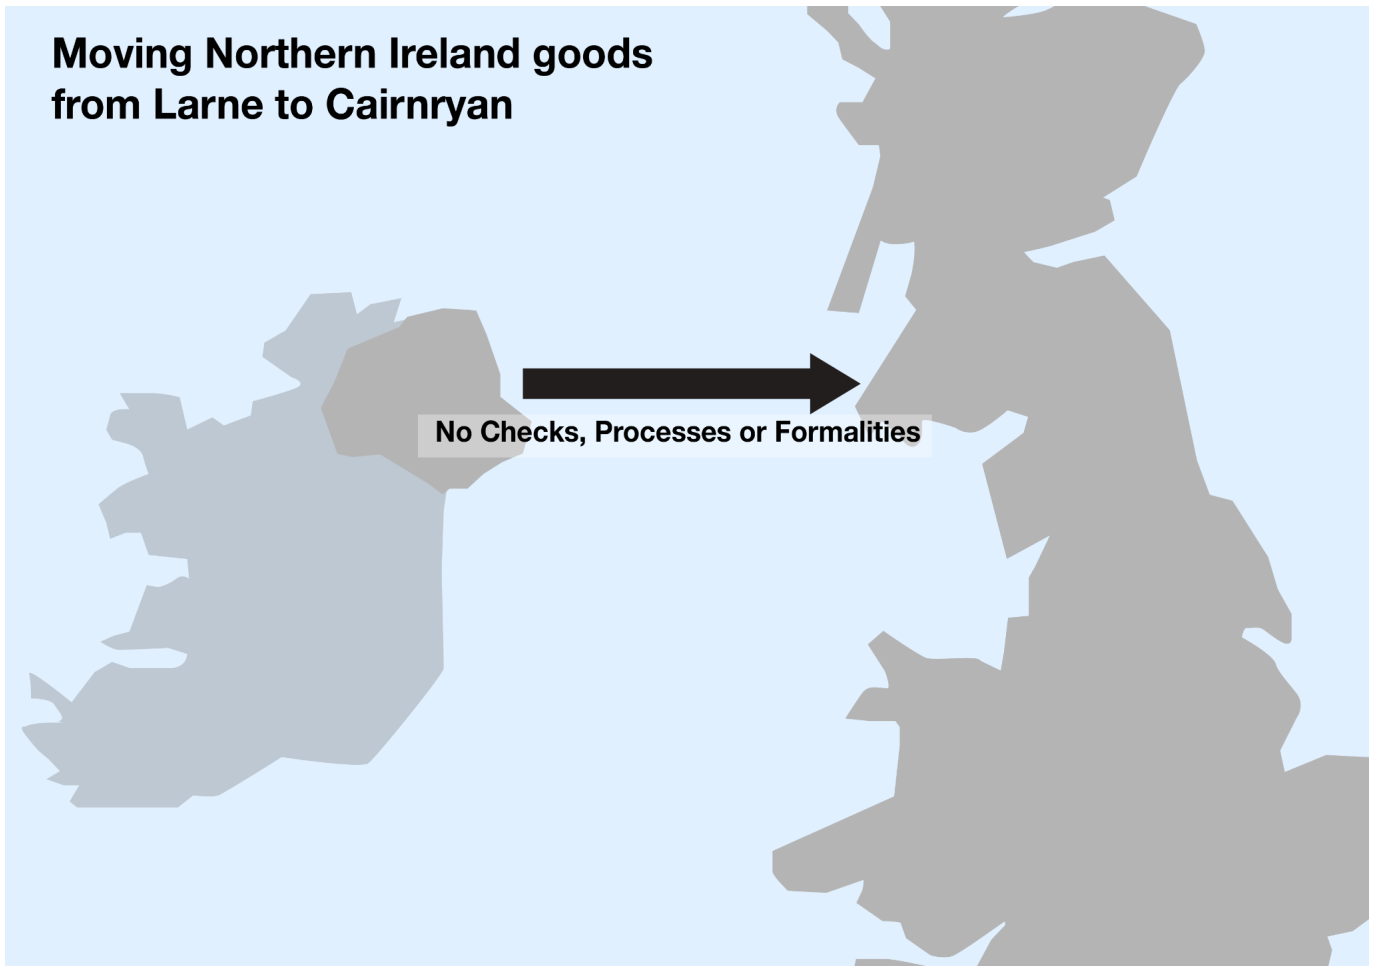 Moving Northern Ireland goods
from Larne to Cairnryan
No Checks, Processes or Formalities